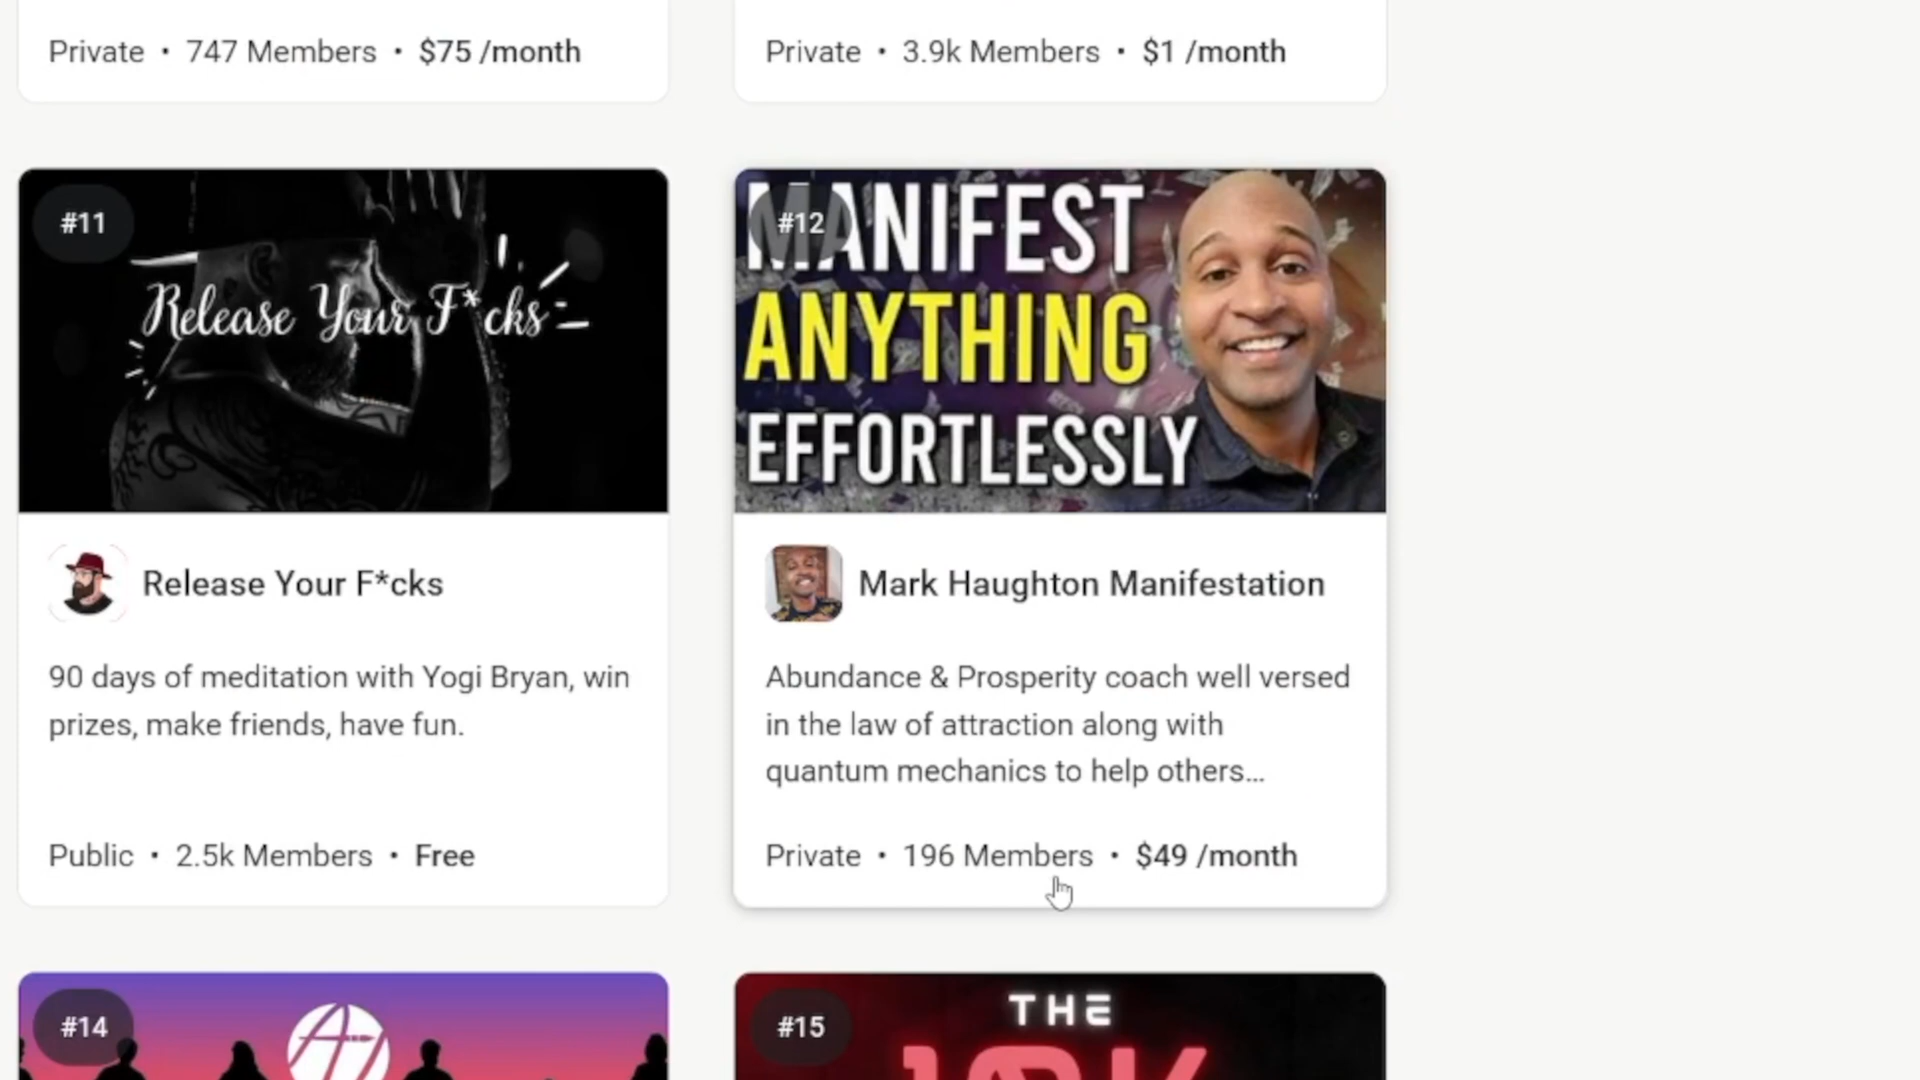 Private • 747 Members • $75 /month
Private • 3.9k Members • $1 /month
#11
Release Your F*cks
Release Your F*cks
90 days of meditation with Yogi Bryan, win
prizes, make friends, have fun.
Public • 2.5k Members • Free
#12
MANIFEST
ANYTHING
EFFORTLESSLY
Mark Haughton Manifestation
Abundance & Prosperity coach well versed
in the law of attraction along with
quantum mechanics to help others...
Private • 196 Members • $49 /month
#14
#15
THE